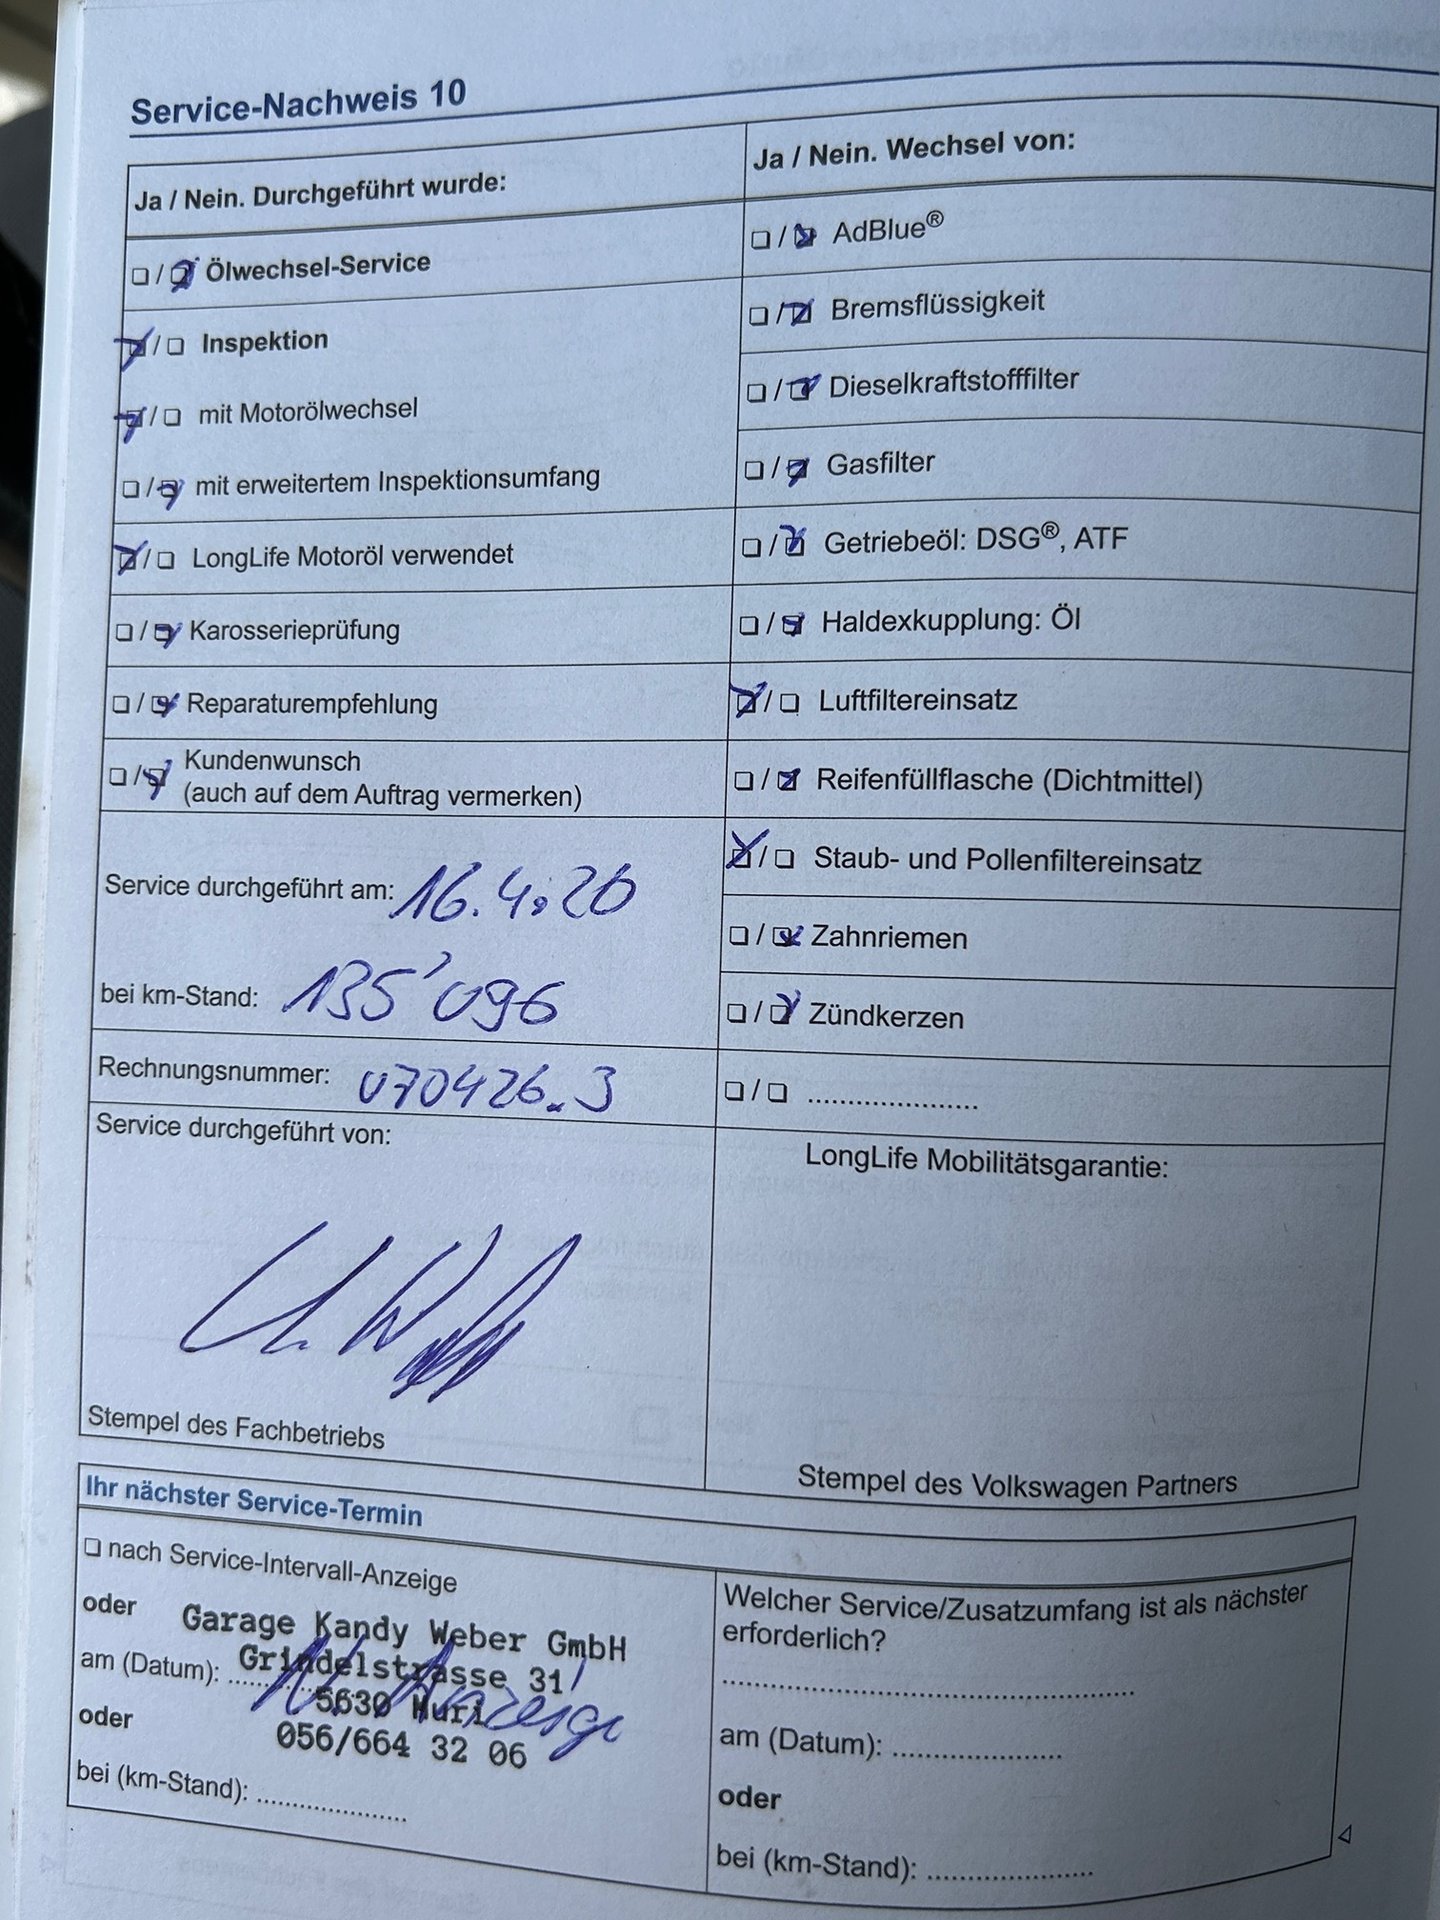 Service-Nachweis 10
Ja / Nein. Durchgeführt wurde:
❏ / ❏ Ölwechsel-Service
❏ / ❏ Inspektion
❏ / ❏ mit Motorölwechsel
❏ / ❏ mit erweitertem Inspektionsumfang
❏ / ❏ LongLife Motoröl verwendet
❏ / ❏ Karosserieprüfung
❏ / ❏ Reparaturempfehlung
❏ / ❏ Kundenwunsch
(auch auf dem Auftrag vermerken)
Service durchgeführt am: 16.4.26
bei km-Stand: 135'096
Rechnungsnummer: 070426.3
Service durchgeführt von:
Stempel des Fachbetriebs
Ja / Nein. Wechsel von:
❏ / ❏ AdBlue®
❏ / ❏ Bremsflüssigkeit
❏ / ❏ Dieselkraftstofffilter
❏ / ❏ Gasfilter
❏ / ❏ Getriebeöl: DSG®, ATF
❏ / ❏ Haldexkupplung: Öl
❏ / ❏ Luftfiltereinsatz
❏ / ❏ Reifenfüllflasche (Dichtmittel)
❏ / ❏ Staub- und Pollenfiltereinsatz
❏ / ❏ Zahnriemen
❏ / ❏ Zündkerzen
❏ / ❏ ....................
LongLife Mobilitätsgarantie:
Stempel des Volkswagen Partners
Ihr nächster Service-Termin
❏ nach Service-Intervall-Anzeige
oder
Garage Kandy Weber GmbH
am (Datum):
Grindelstrasse 31
5630 Muri
N. Anzeige
oder
056/664 32 06
bei (km-Stand): ....................
Welcher Service/Zusatzumfang ist als nächster
erforderlich?
..................................................
am (Datum): ......................
oder
bei (km-Stand): ......................